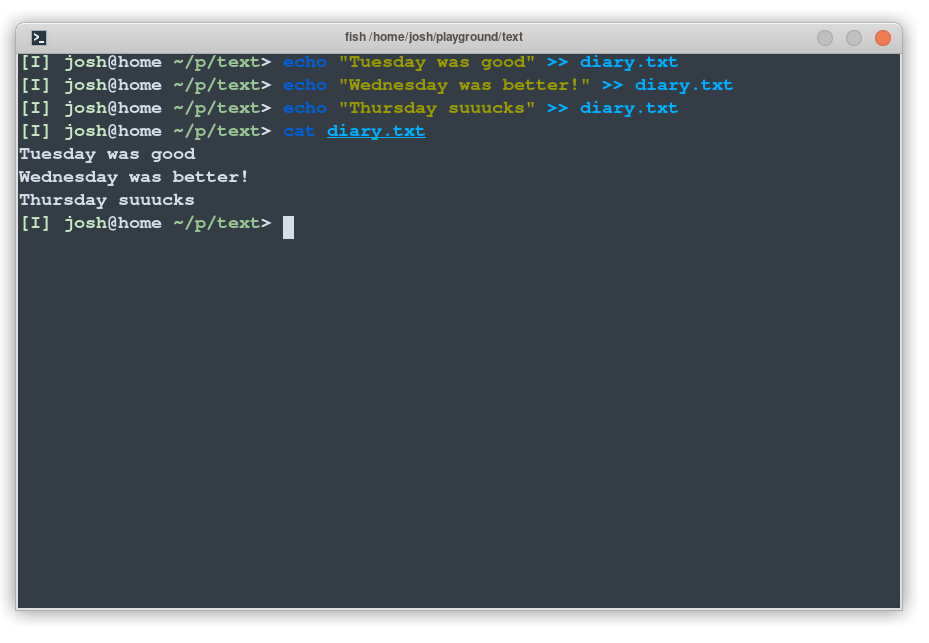 fish /home/josh/playground/text
[I] josh@home ~/p/text> echo "Tuesday was good" >> diary.txt
[I] josh@home ~/p/text> echo "Wednesday was better!" >> diary.txt
[I] josh@home ~/p/text> echo "Thursday suuucks" >> diary.txt
[I] josh@home ~/p/text> cat diary.txt
Tuesday was good
Wednesday was better!
Thursday suuucks
[I] josh@home ~/p/text>